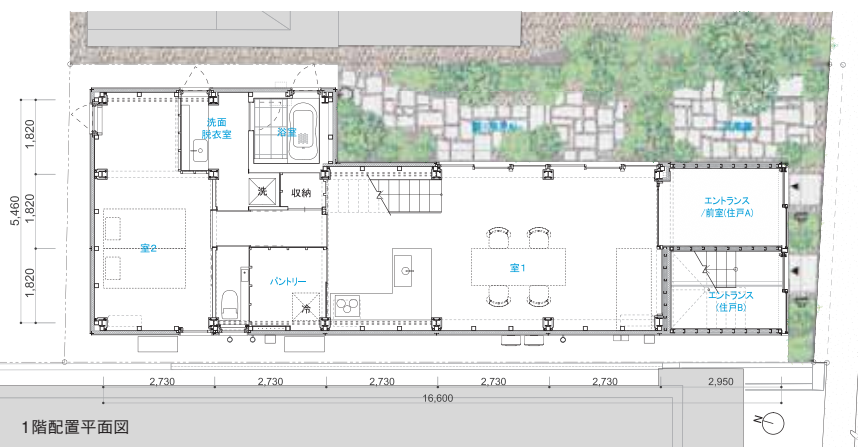 洗面
脱衣室
浴室
洗
収納
エントランス
/前室(住戸A)
室2
パントリー
冷
室1
エントランス
(住戸B)
1,820
1,820
1,820
5,460
2,730
2,730
2,730
2,730
2,730
2,950
16,600
N
1階配置平面図